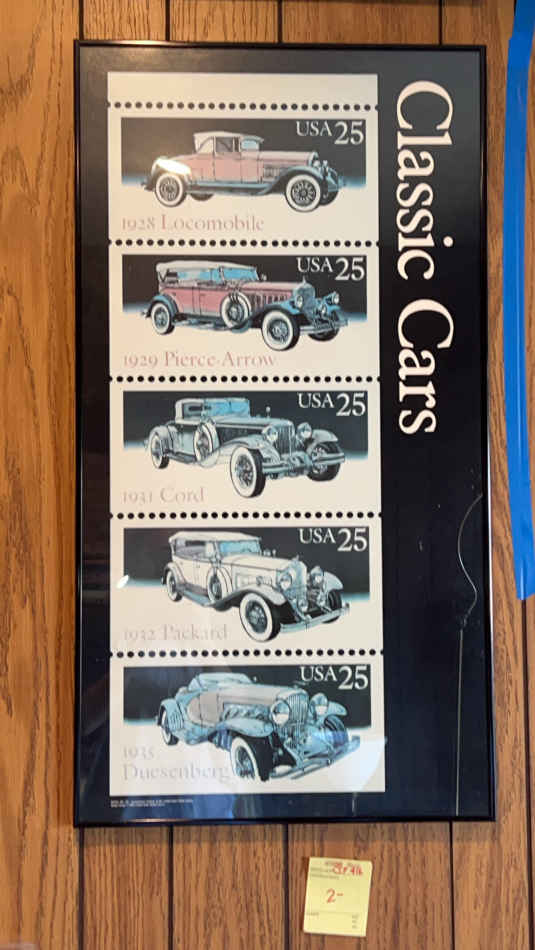 Classic Cars
USA 25
1928 Locomobile
USA 25
1929 Pierce-Arrow
USA 25
1931 Cord
USA 25
1932 Packard
USA 25
1935
Duesenberg
2-